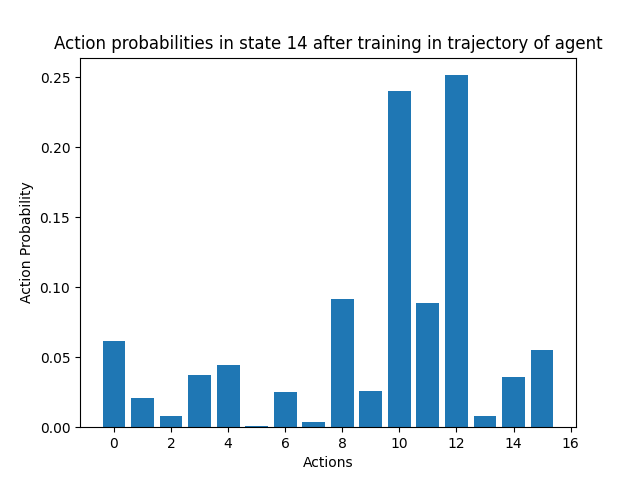 Action probabilities in state 14 after training in trajectory of agent
0.25
0.20
0.15
0.10
0.05
0.00
Action Probability
0 2 4 6 8 10 12 14 16
Actions